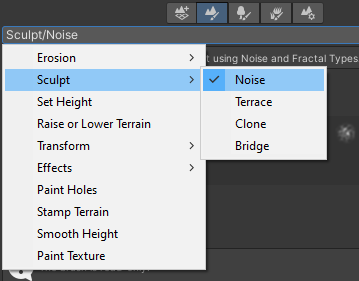 Sculpt/Noise
t using Noise and Fractal Types
Erosion
Sculpt
Set Height
Raise or Lower Terrain
Transform
Effects
Paint Holes
Stamp Terrain
Smooth Height
Paint Texture
Noise
Terrace
Clone
Bridge